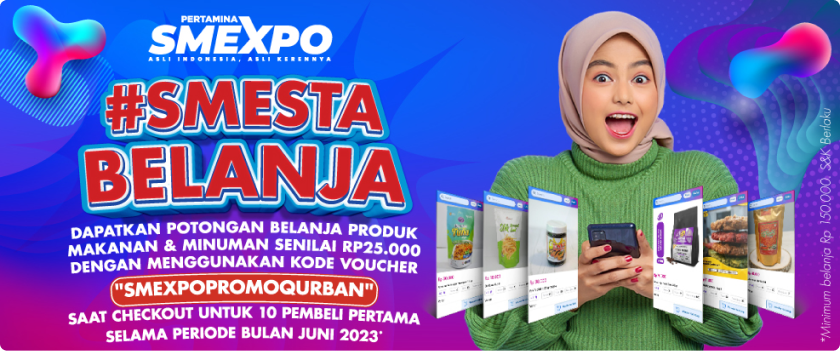 PERTAMINA
SMEXPO
ASLI INDONESIA, ASLI KERENNYA
#SMESTA
BELANJA
DAPATKAN POTONGAN BELANJA PRODUK
MAKANAN & MINUMAN SENILAI RP25.000
DENGAN MENGGUNAKAN KODE VOUCHER
"SMEXPOPROMOQURBAN"
SAAT CHECKOUT UNTUK 10 PEMBELI PERTAMA
SELAMA PERIODE BULAN JUNI 2023*
*Minimum belanja Rp 150.000, S&K Berlaku